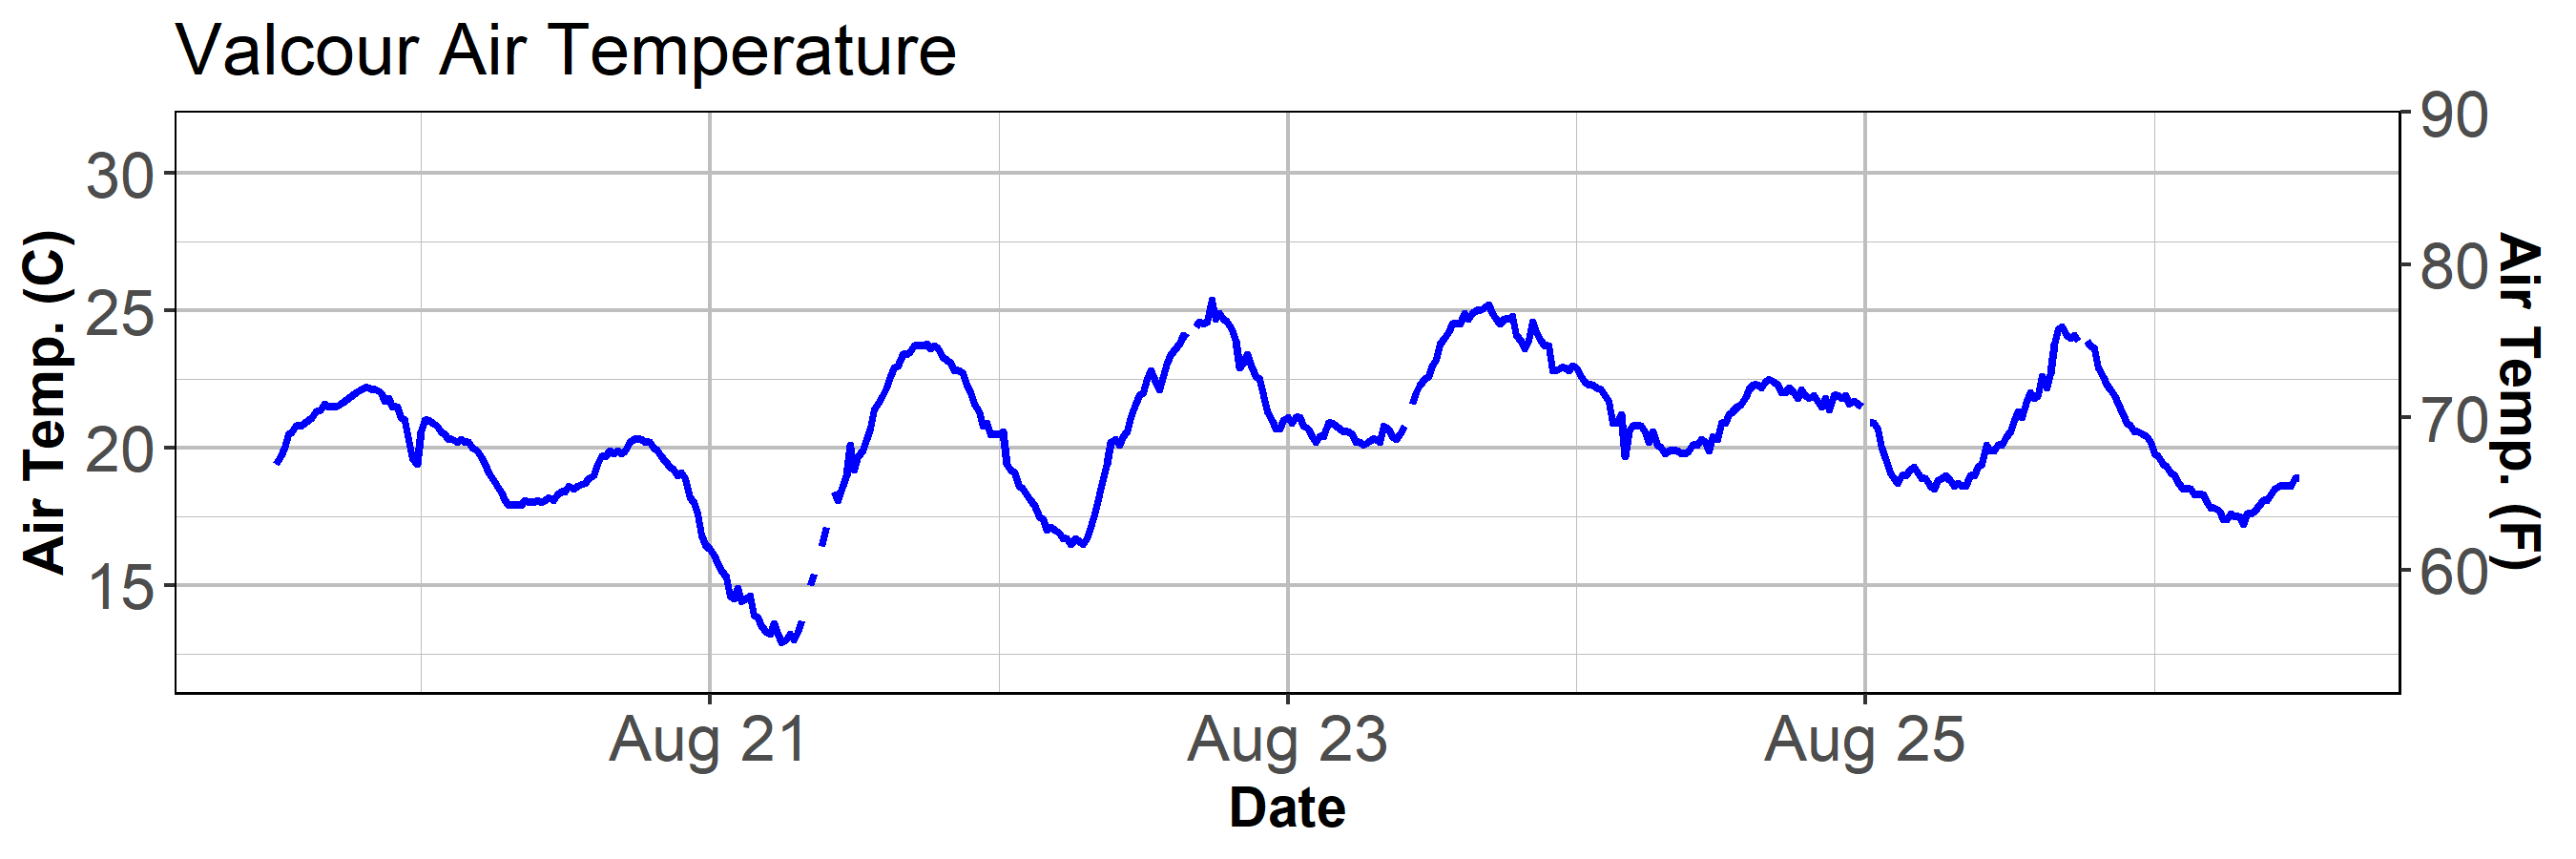 Valcour Air Temperature
Air Temp. (C)
30
25
20
15
90
80
70
60
Air Temp. (F)
Aug 21
Aug 23
Aug 25
Date